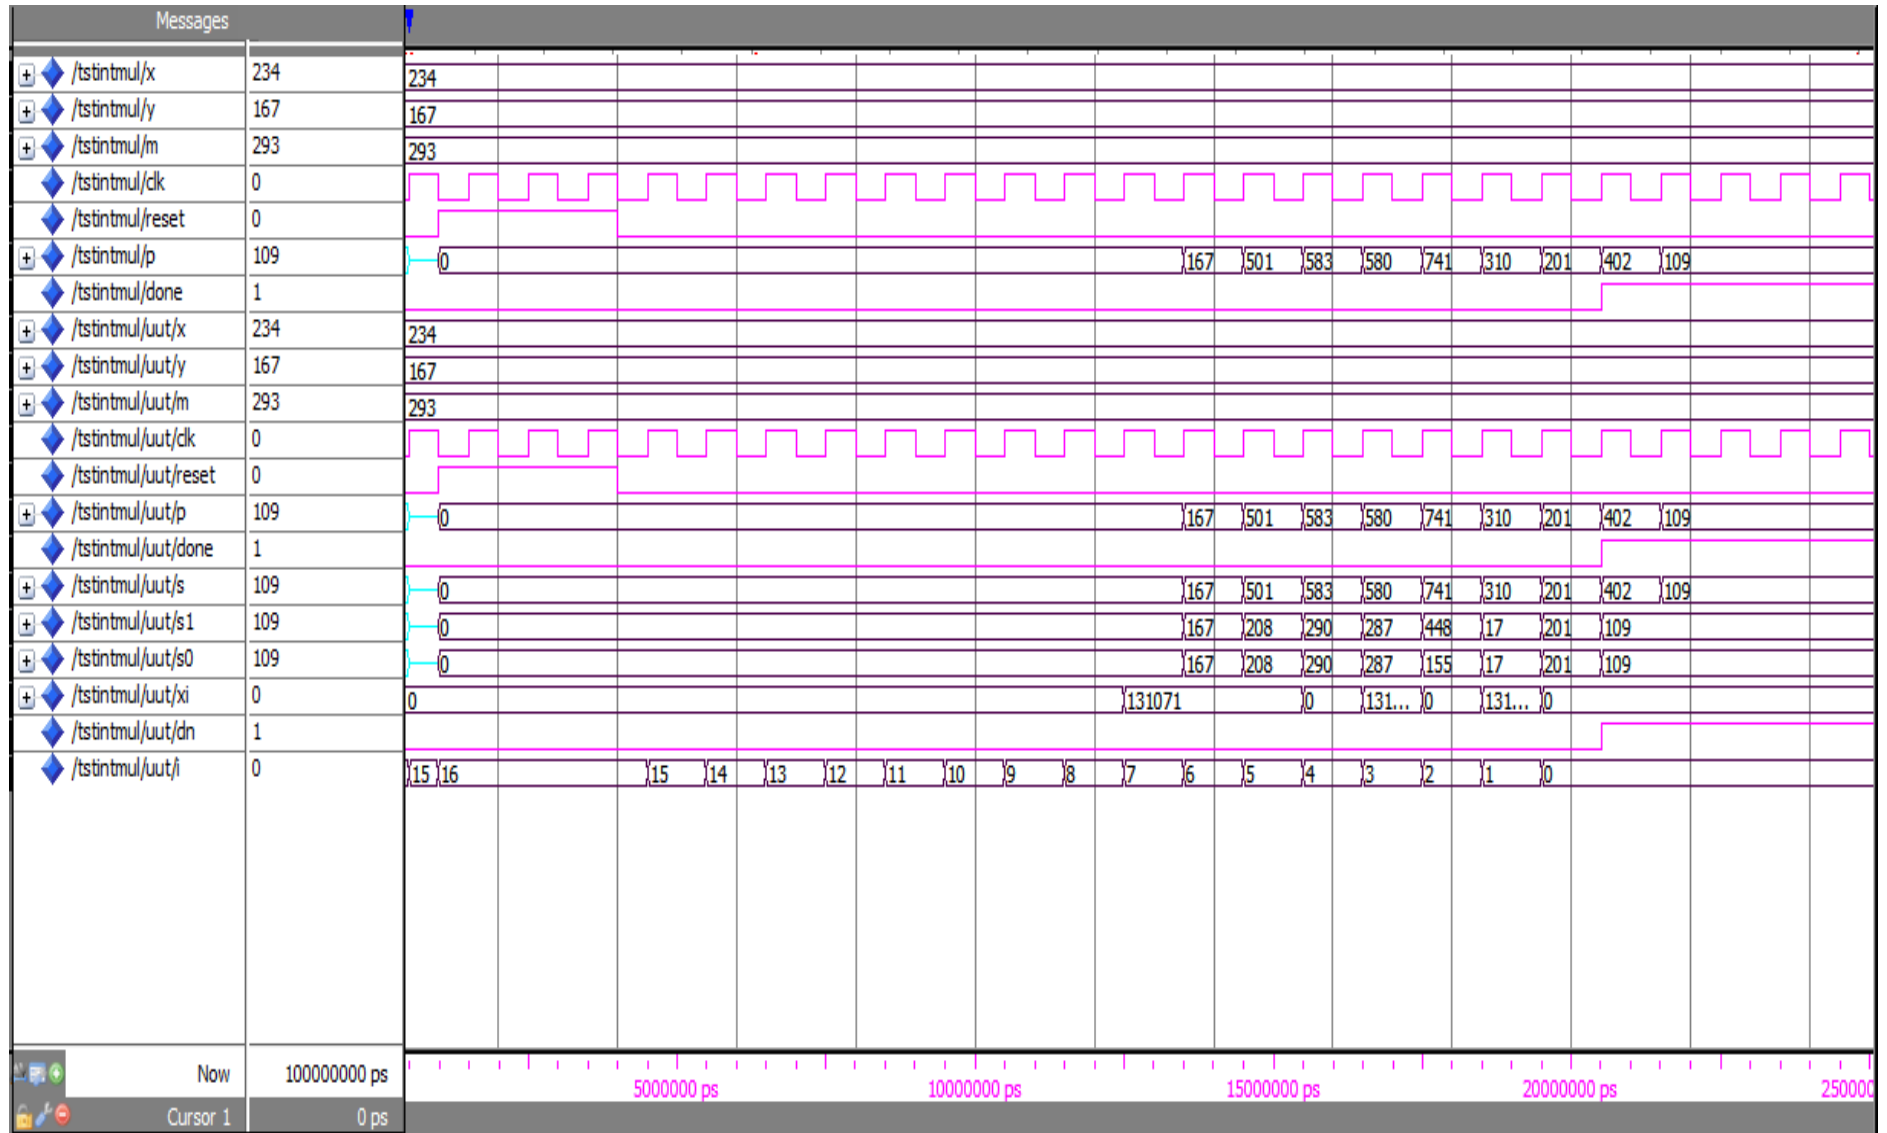 Messages
/tstintmul/x 234 234
/tstintmul/y 167 167
/tstintmul/m 293 293
/tstintmul/clk 0
/tstintmul/reset 0
/tstintmul/p 109 0 167 501 583 580 741 310 201 402 109
/tstintmul/done 1
/tstintmul/uut/x 234 234
/tstintmul/uut/y 167 167
/tstintmul/uut/m 293 293
/tstintmul/uut/clk 0
/tstintmul/uut/reset 0
/tstintmul/uut/p 109 0 167 501 583 580 741 310 201 402 109
/tstintmul/uut/done 1
/tstintmul/uut/s 109 0 167 501 583 580 741 310 201 402 109
/tstintmul/uut/s1 109 0 167 208 290 287 448 17 201 109
/tstintmul/uut/s0 109 0 167 208 290 287 155 17 201 109
/tstintmul/uut/xi 0 0 131071 0 131... 0 131... 0
/tstintmul/uut/dn 1
/tstintmul/uut/i 0 15 16 15 14 13 12 11 10 9 8 7 6 5 4 3 2 1 0
Now 100000000 ps 5000000 ps 10000000 ps 15000000 ps 20000000 ps 250000
Cursor 1 0 ps